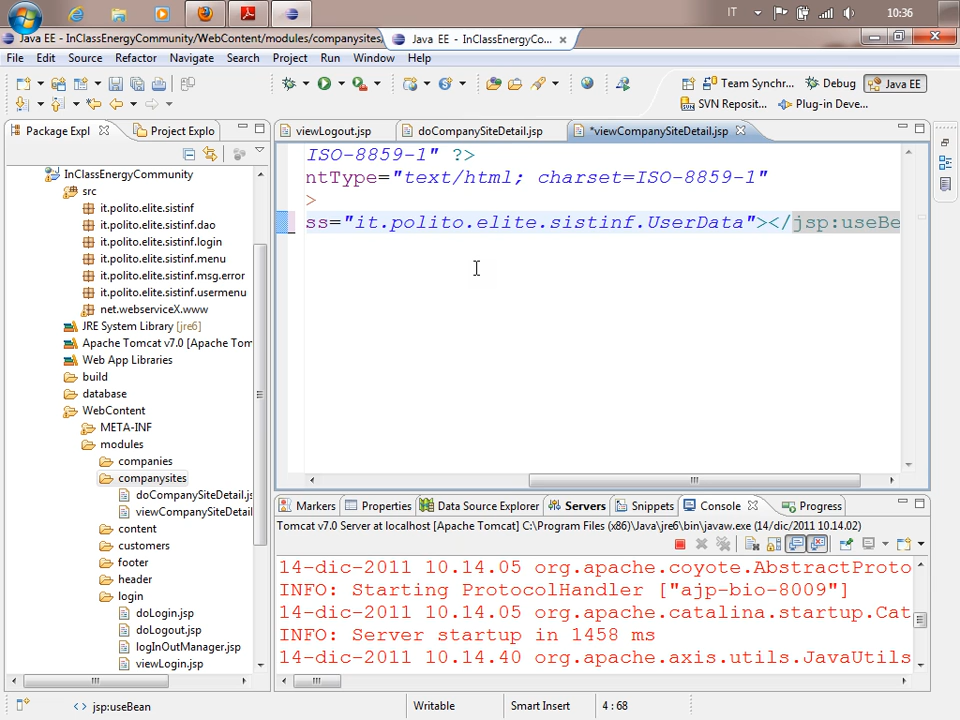 IT
10:36
Java EE - InClassEnergyCommunity/WebContent/modules/companysites/
Java EE - InClassEnergyCo...
File Edit Source Refactor Navigate Search Project Run Window Help
Team Synchr... Debug Java EE
SVN Reposit... Plug-in Deve...
Package Expl Project Explo
viewLogout.jsp doCompanySiteDetail.jsp *viewCompanySiteDetail.jsp
InClassEnergyCommunity
src
it.polito.elite.sistinf
it.polito.elite.sistinf.dao
it.polito.elite.sistinf.login
it.polito.elite.sistinf.menu
it.polito.elite.sistinf.msg.error
it.polito.elite.sistinf.usermenu
net.webserviceX.www
JRE System Library [jre6]
Apache Tomcat v7.0 [Apache Tom
Web App Libraries
build
database
WebContent
META-INF
modules
companies
companysites
doCompanySiteDetail.js
viewCompanySiteDetail
content
customers
footer
header
login
doLogin.jsp
doLogout.jsp
logInOutManager.jsp
viewLogin.jsp
ISO-8859-1" ?>
ntType="text/html; charset=ISO-8859-1"
>
ss="it.polito.elite.sistinf.UserData"></jsp:useBe
Markers Properties Data Source Explorer Servers Snippets Console Progress
Tomcat v7.0 Server at localhost [Apache Tomcat] C:\Program Files (x86)\Java\jre6\bin\javaw.exe (14/dic/2011 10.14.02)
14-dic-2011 10.14.05 org.apache.coyote.AbstractProto
INFO: Starting ProtocolHandler ["ajp-bio-8009"]
14-dic-2011 10.14.05 org.apache.catalina.startup.Cat
INFO: Server startup in 1458 ms
14-dic-2011 10.14.40 org.apache.axis.utils.JavaUtils
jsp:useBean
Writable
Smart Insert
4 : 68